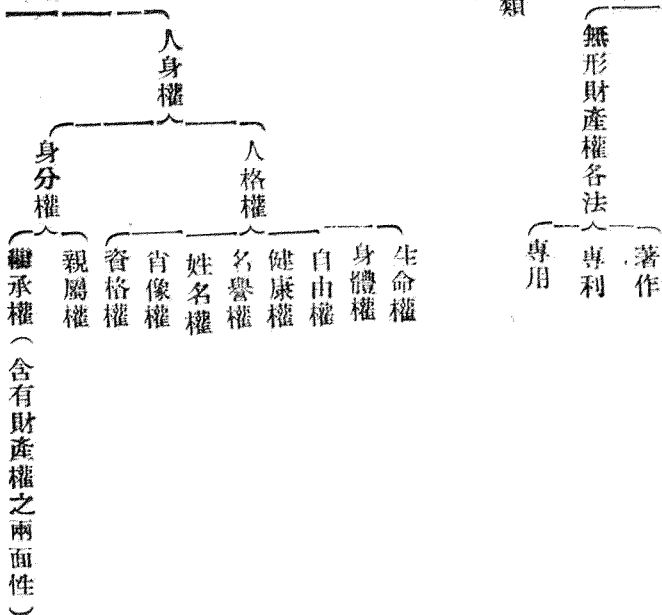 類
無形財產權各法
著作
專利
專用
人身權
人格權
生命權
身體權
自由權
健康權
名譽權
姓名權
肖像權
資格權
身分權
親屬權
繼承權（含有財產權之兩面性）